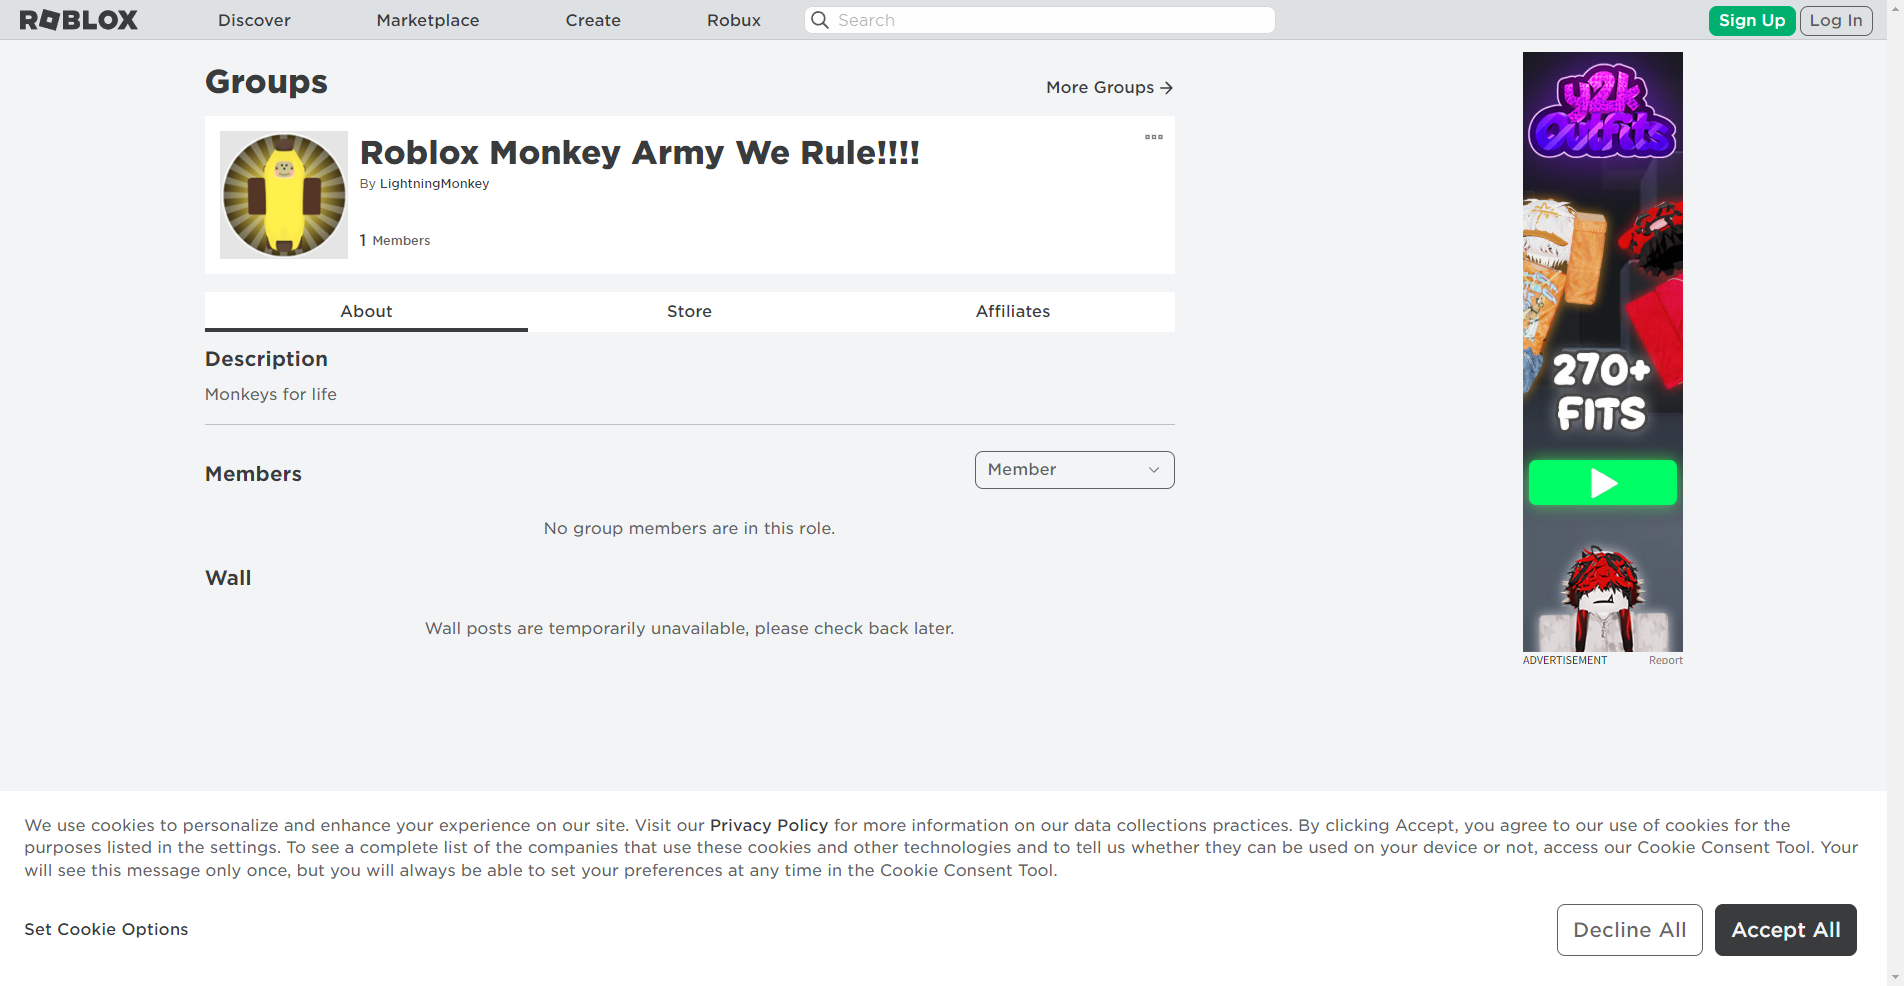 ROBLOX
Discover
Marketplace
Create
Robux
Search
Sign Up
Log In
Groups
More Groups
Roblox Monkey Army We Rule!!!!
By LightningMonkey
1 Members
About
Store
Affiliates
Description
Monkeys for life
Members
Member
No group members are in this role.
Wall
Wall posts are temporarily unavailable, please check back later.
y2k
Outfits
270+
FITS
ADVERTISEMENT
Report
We use cookies to personalize and enhance your experience on our site. Visit our Privacy Policy for more information on our data collections practices. By clicking Accept, you agree to our use of cookies for the
purposes listed in the settings. To see a complete list of the companies that use these cookies and other technologies and to tell us whether they can be used on your device or not, access our Cookie Consent Tool. Your
will see this message only once, but you will always be able to set your preferences at any time in the Cookie Consent Tool.
Set Cookie Options
Decline All
Accept All